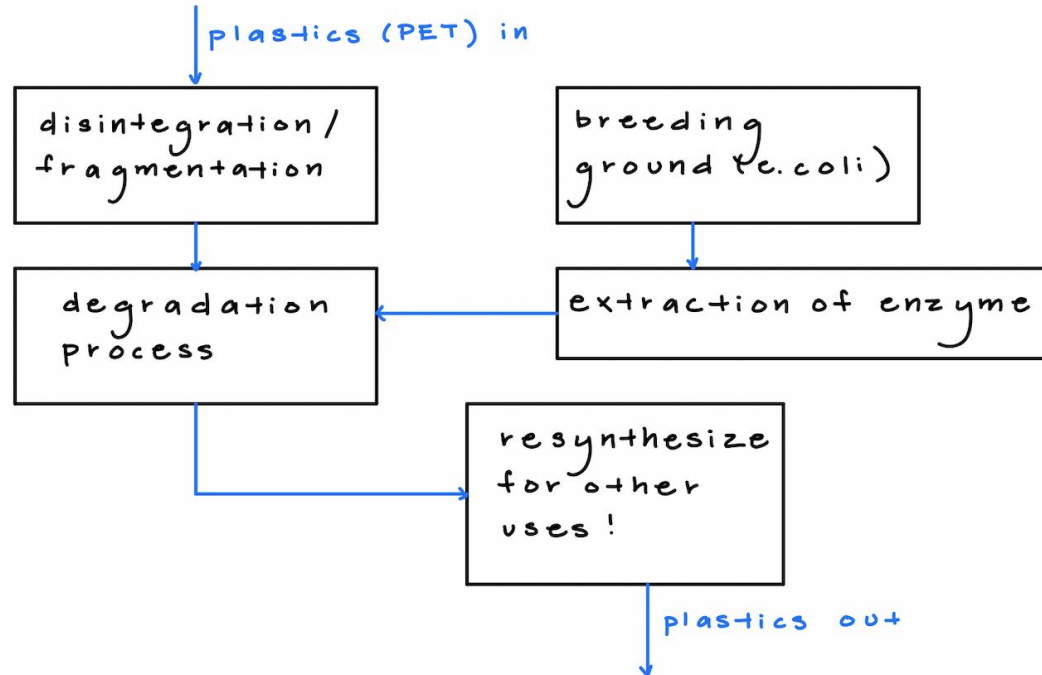 plastics (PET) in
disintegration/
fragmentation
breeding
ground (e.coli)
degradation
process
extraction of enzyme
resynthesize
for other
uses!
plastics out